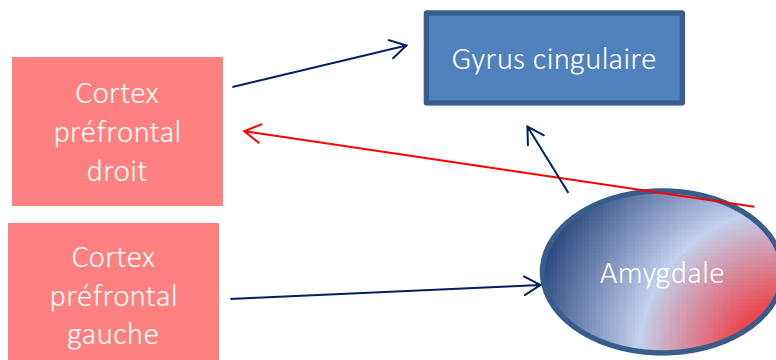 Gyrus cingulaire
Cortex
préfrontal
droit
Cortex
préfrontal
gauche
Amygdale